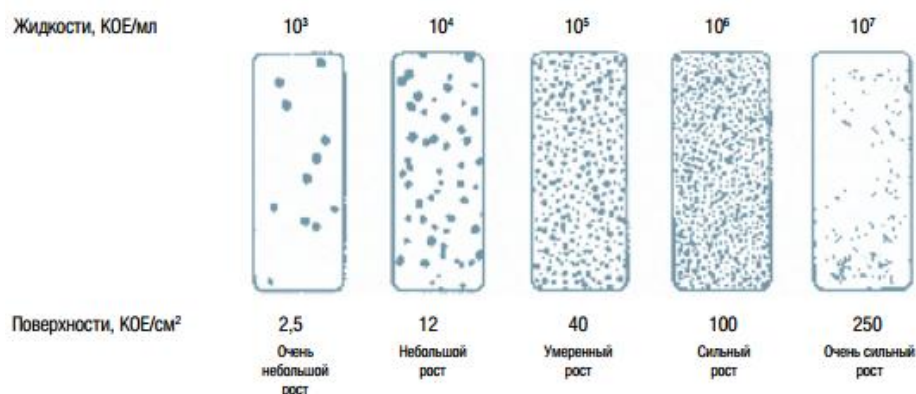 Жидкости, КОЕ/мл 10³ 10⁴ 10⁵ 10⁶ 10⁷
Поверхности, КОЕ/см² 2,5 12 40 100 250
Очень небольшой рост Небольшой рост Умеренный рост Сильный рост Очень сильный рост